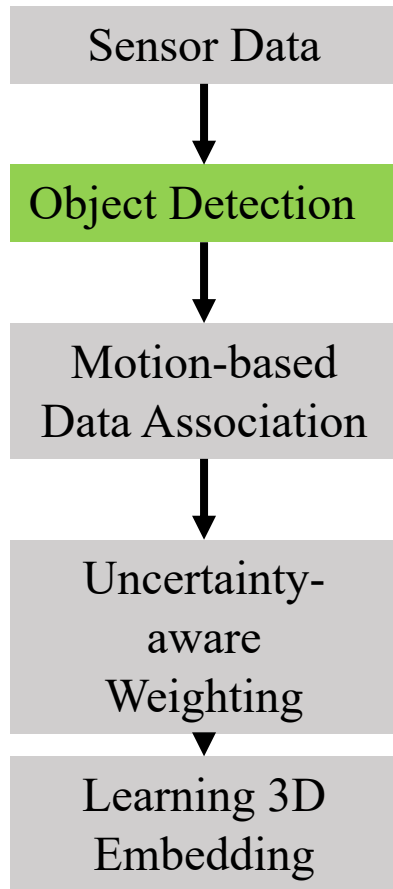 Sensor Data
Object Detection
Motion-based
Data Association
Uncertainty-
aware
Weighting
Learning 3D
Embedding